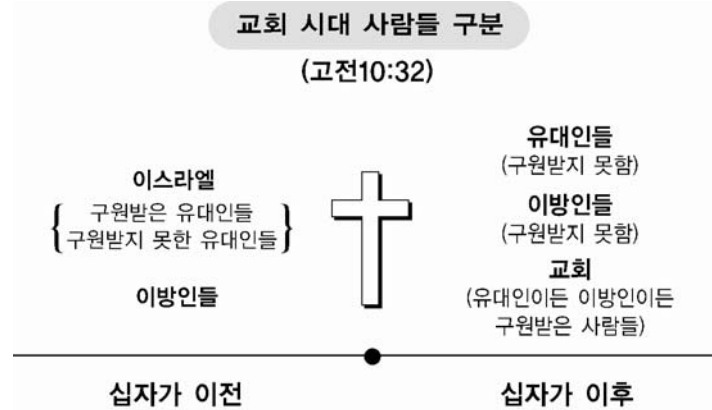 교회 시대 사람들 구분
(고전10:32)
이스라엘
{ 구원받은 유대인들
구원받지 못한 유대인들 }
이방인들
유대인들
(구원받지 못함)
이방인들
(구원받지 못함)
교회
(유대인이든 이방인이든
구원받은 사람들)
십자가 이전
십자가 이후